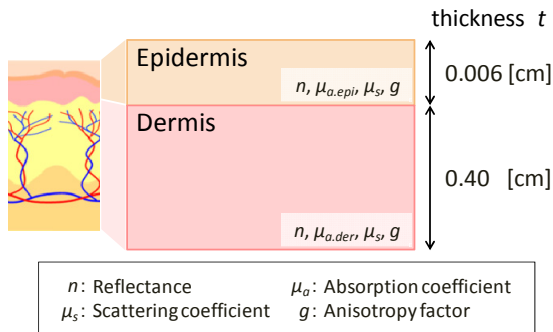 thickness t
Epidermis
n, μa.epi, μs, g
0.006 [cm]
Dermis
0.40 [cm]
n, μa.der, μs, g
n: Reflectance μa: Absorption coefficient
μs: Scattering coefficient g: Anisotropy factor